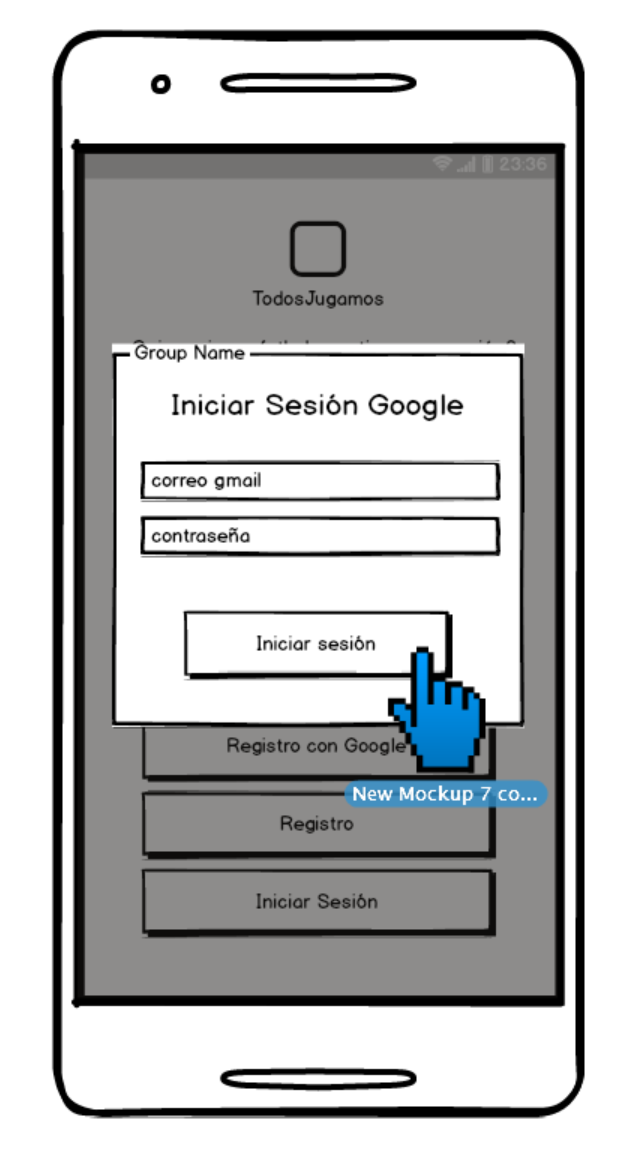 23:36
TodosJugamos
Group Name
Iniciar Sesión Google
correo gmail
contraseña
Iniciar sesión
Registro con Google
New Mockup 7 co...
Registro
Iniciar Sesión